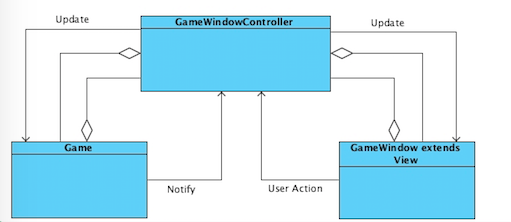 Update
GameWindowController
Update
Game
GameWindow extends
View
Notify
User Action